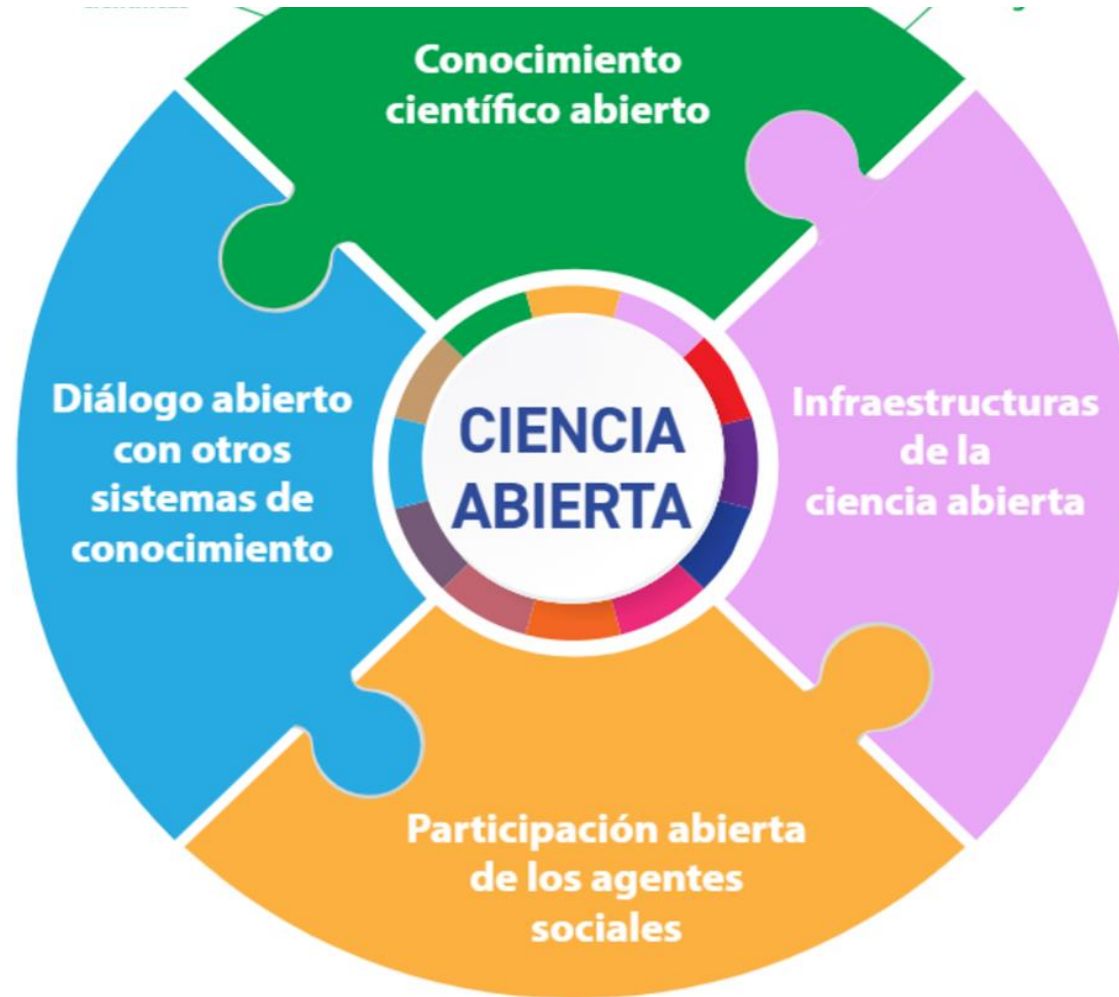 Conocimiento
científico abierto
Diálogo abierto
con otros
sistemas de
conocimiento
CIENCIA
ABIERTA
Infraestructuras
de la
ciencia abierta
Participación abierta
de los agentes
sociales